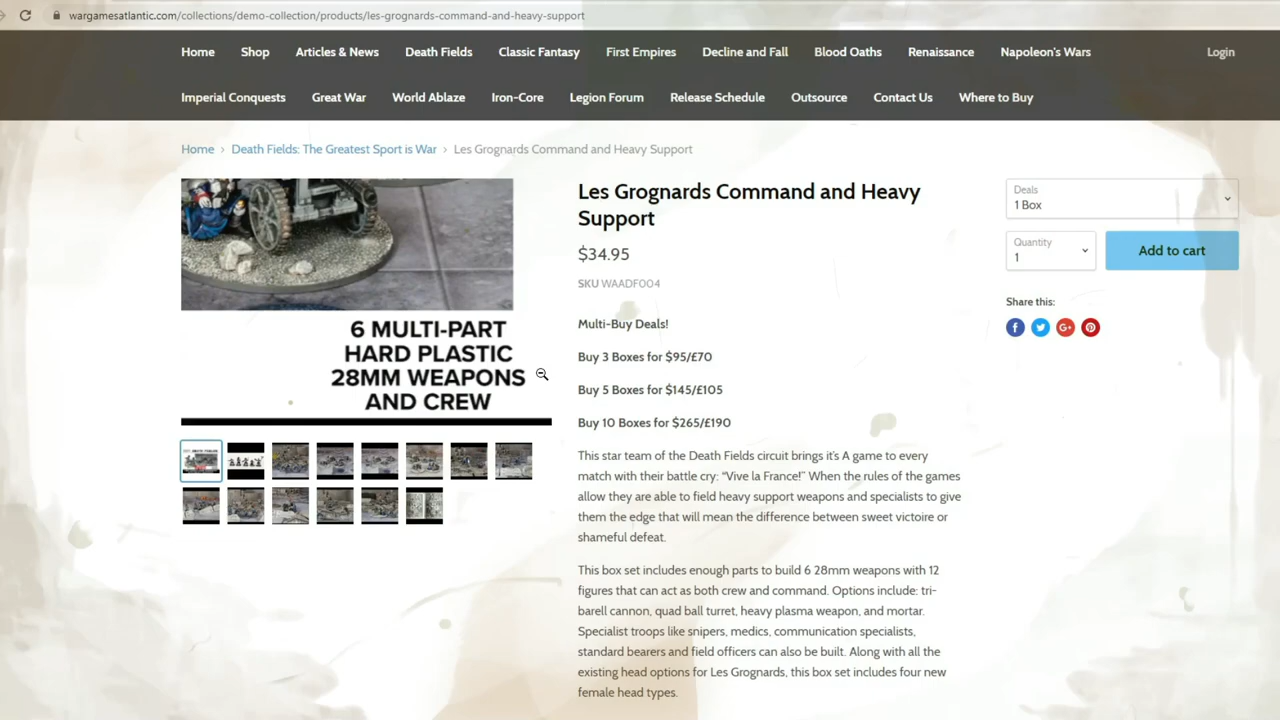 wargamesatlantic.com/collections/demo-collection/products/les-grognards-command-and-heavy-support
Home Shop Articles & News Death Fields Classic Fantasy First Empires Decline and Fall Blood Oaths Renaissance Napoleon's Wars Login
Imperial Conquests Great War World Ablaze Iron-Core Legion Forum Release Schedule Outsource Contact Us Where to Buy
Home › Death Fields: The Greatest Sport is War › Les Grognards Command and Heavy Support
6 MULTI-PART
HARD PLASTIC
28MM WEAPONS
AND CREW
Les Grognards Command and Heavy
Support
$34.95
SKU WAADF004
Multi-Buy Deals!
Buy 3 Boxes for $95/£70
Buy 5 Boxes for $145/£105
Buy 10 Boxes for $265/£190
This star team of the Death Fields circuit brings it's A game to every
match with their battle cry: “Vive la France!” When the rules of the games
allow they are able to field heavy support weapons and specialists to give
them the edge that will mean the difference between sweet victoire or
shameful defeat.
This box set includes enough parts to build 6 28mm weapons with 12
figures that can act as both crew and command. Options include: tri-
barell cannon, quad ball turret, heavy plasma weapon, and mortar.
Specialist troops like snipers, medics, communication specialists,
standard bearers and field officers can also be built. Along with all the
existing head options for Les Grognards, this box set includes four new
female head types.
Deals
1 Box
Quantity
1
Add to cart
Share this: